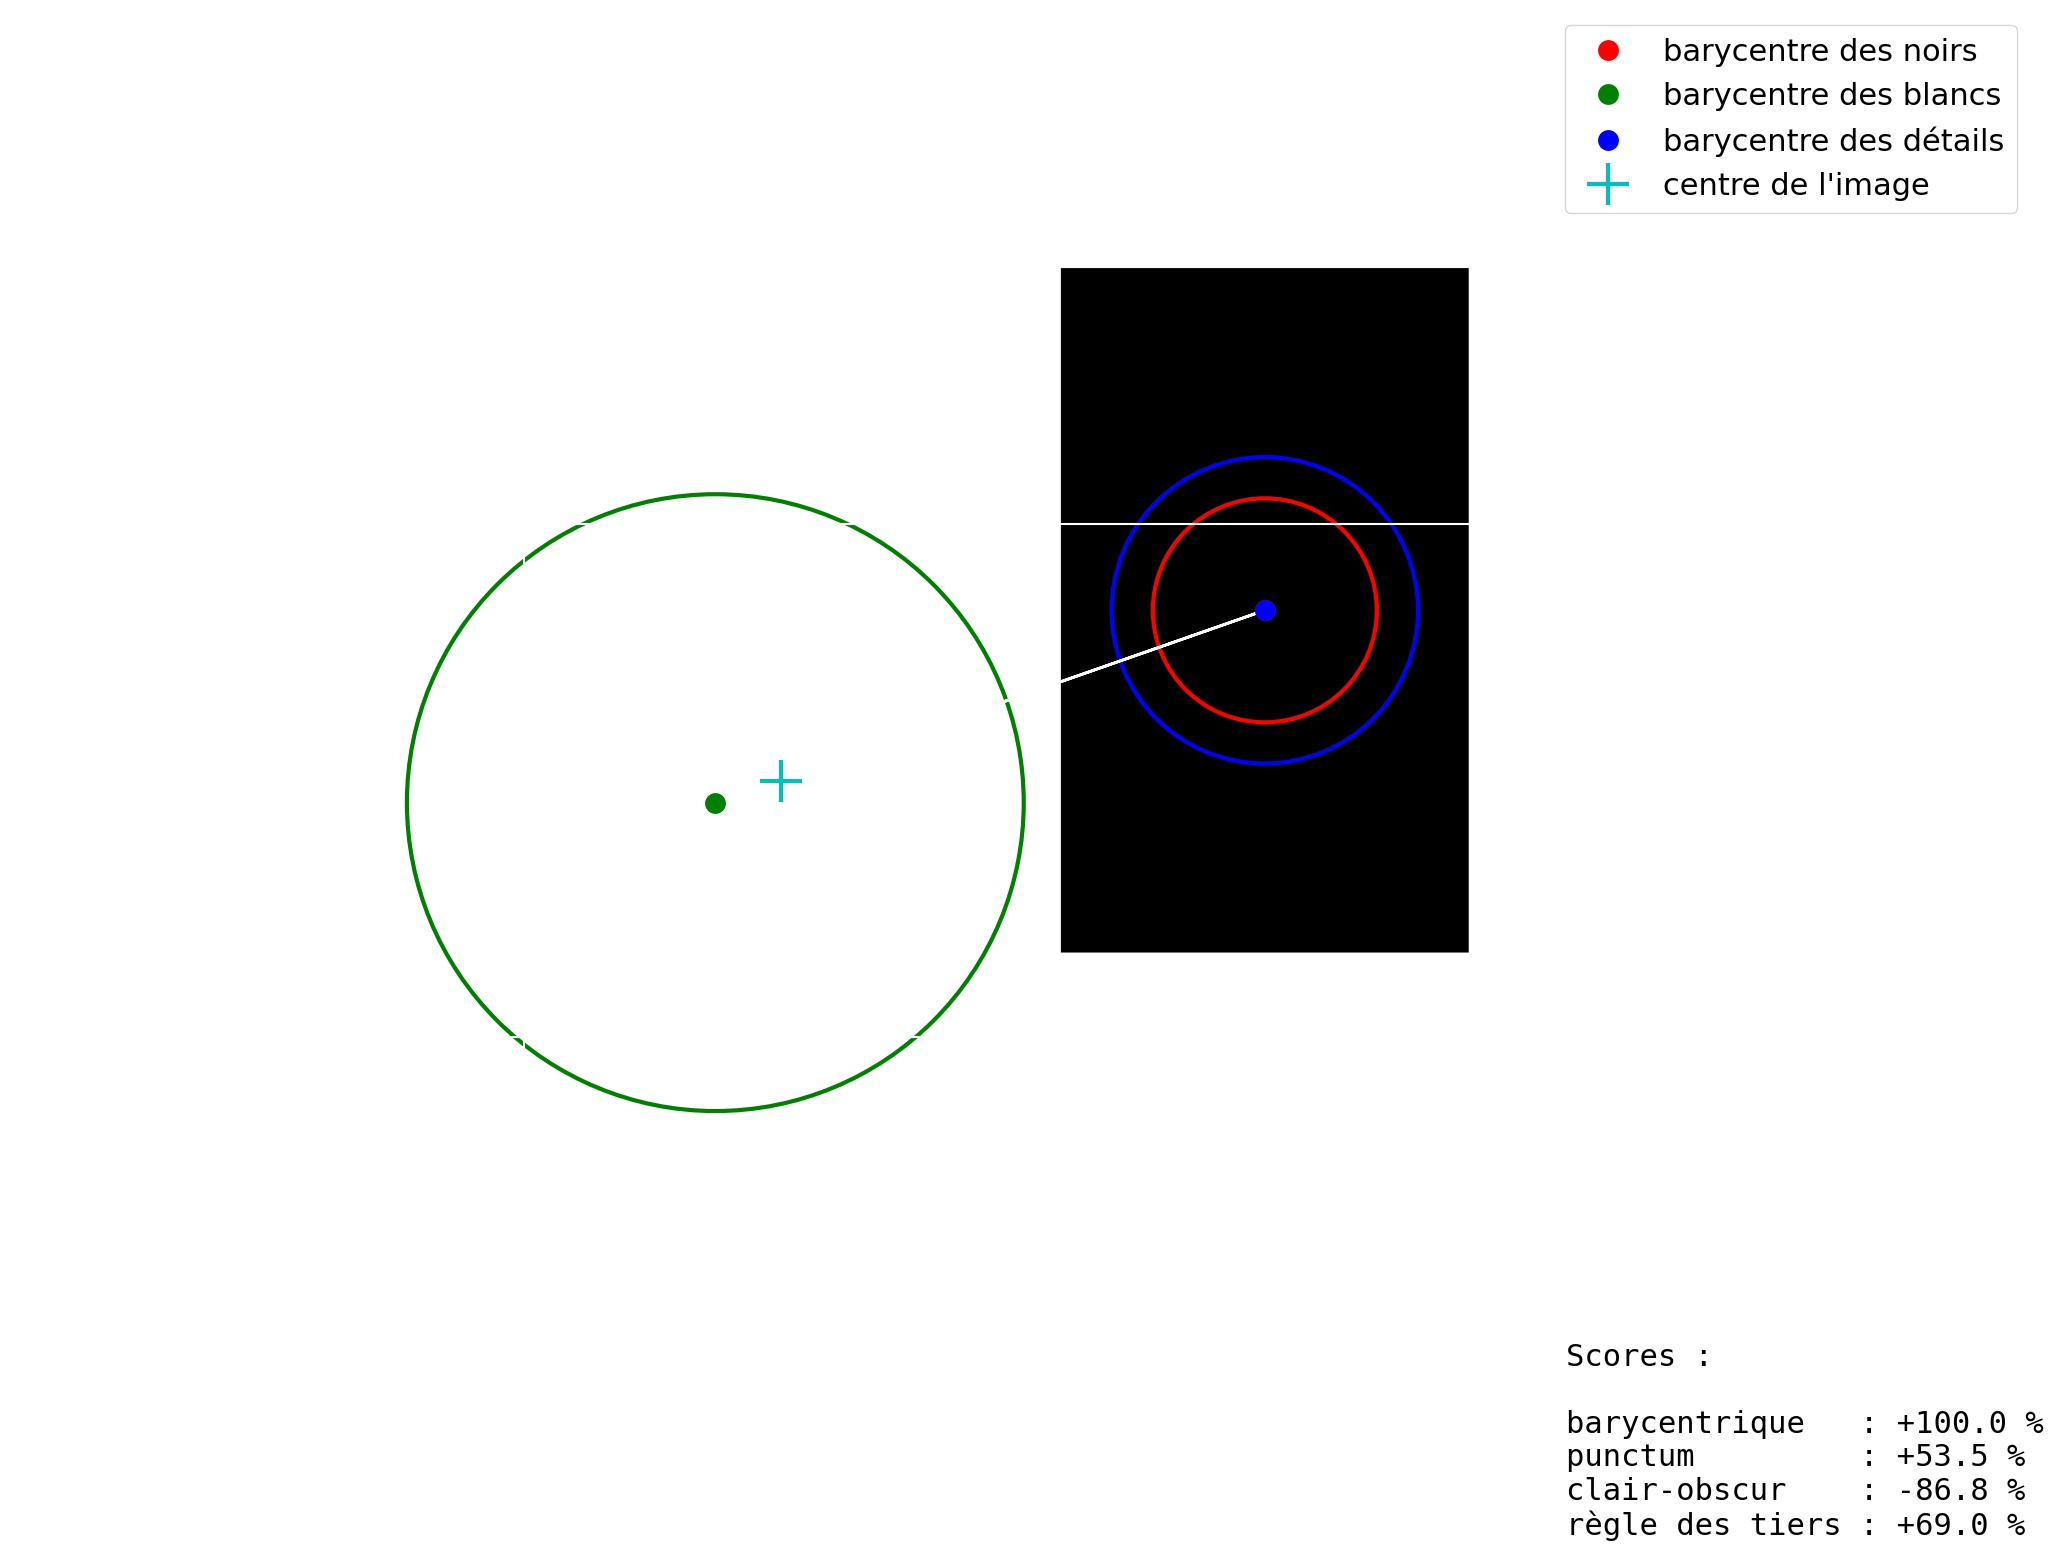 barycentre des noirs
barycentre des blancs
barycentre des détails
centre de l'image
Scores :
barycentrique : +100.0 %
punctum : +53.5 %
clair-obscur : -86.8 %
règle des tiers : +69.0 %